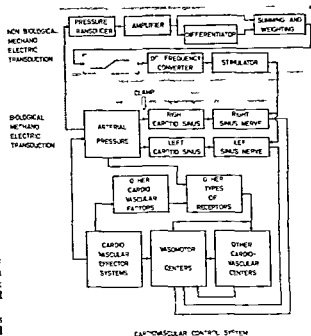 NON BIOLOGICAL
MECHANO
ELECTRIC
TRANSDUCTION
PRESSURE
TRANSDUCER
AMPLIFIER
DIFFERENTIATOR
SUMMING AND
WEIGHTING
DC FREQUENCY
CONVERTER
STIMULATOR
CLAMP
BIOLOGICAL
MECHANO
ELECTRIC
TRANSDUCTION
ARTERIAL
PRESSURE
RIGHT
CAROTID SINUS
RIGHT
SINUS NERVE
LEFT
CAROTID SINUS
LEFT
SINUS NERVE
OTHER
CARDIO
VASCULAR
FACTORS
OTHER
TYPES
OF
RECEPTORS
CARDIO
VASCULAR
EFFECTOR
SYSTEMS
VASOMOTOR
CENTERS
OTHER
CARDIO-
VASCULAR
CENTERS
CARDIOVASCULAR CONTROL SYSTEM